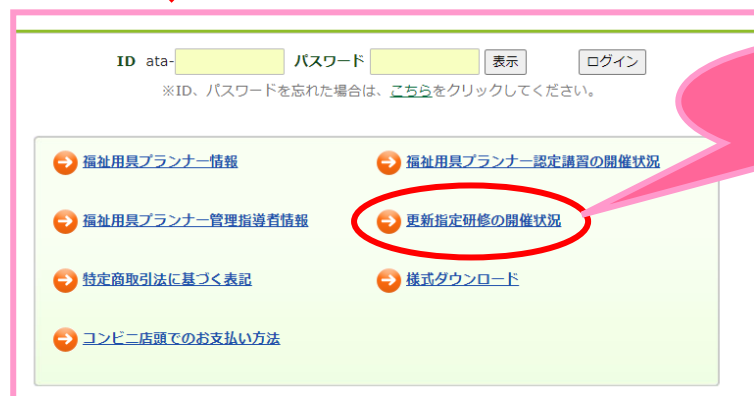 ID ata- パスワード 表示 ログイン
※ID、パスワードを忘れた場合は、こちらをクリックしてください。
福祉用具プランナー情報 福祉用具プランナー認定講習の開催状況
福祉用具プランナー管理指導者情報 更新指定研修の開催状況
特定商取引法に基づく表記 様式ダウンロード
コンビニ店頭でのお支払い方法